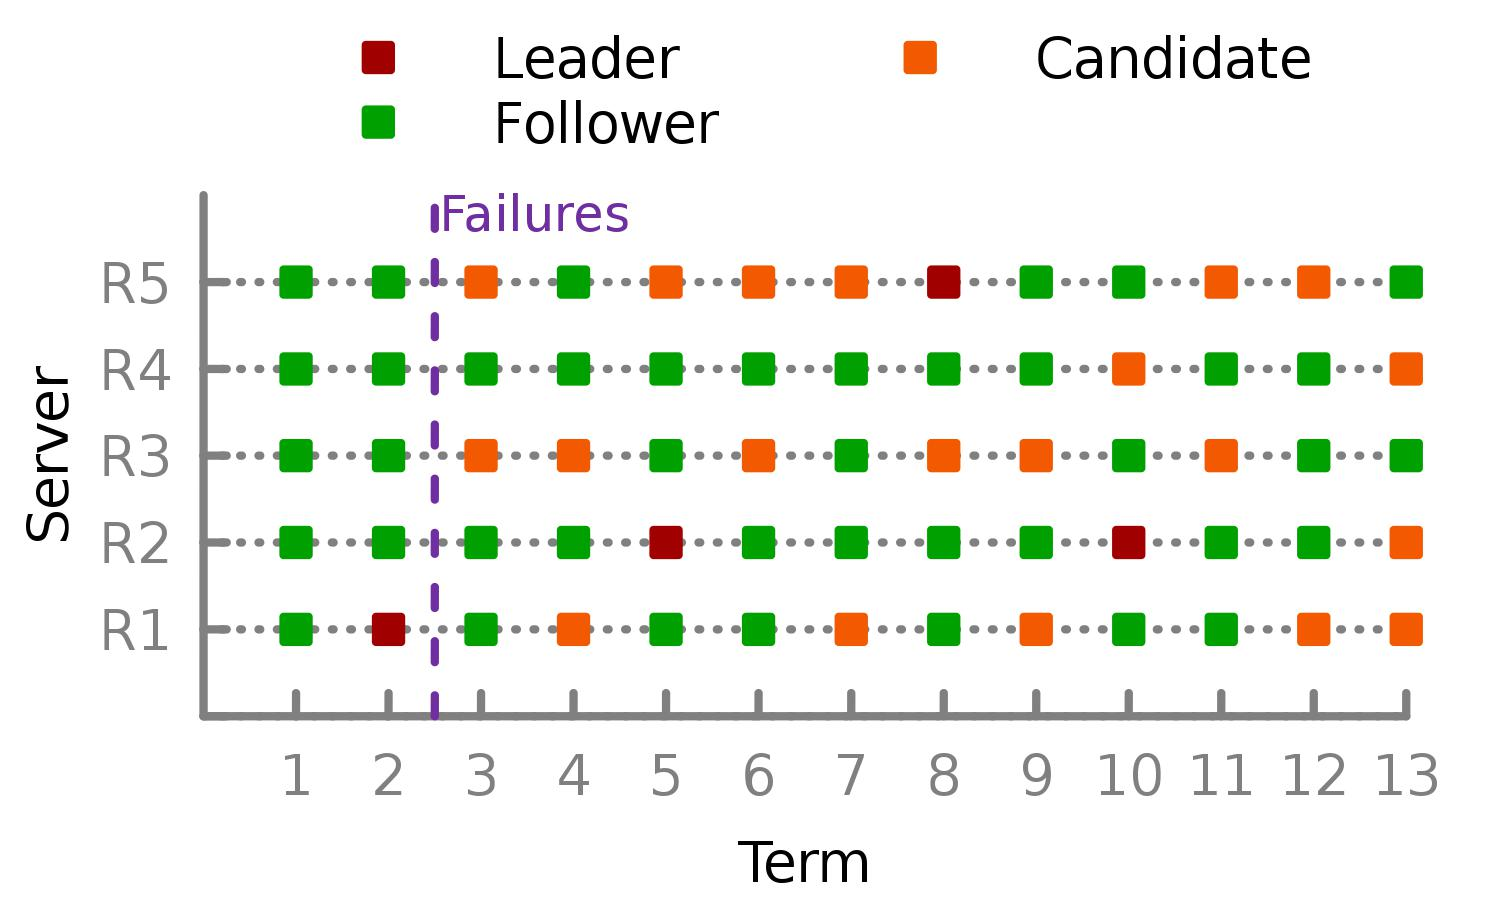 Leader
Candidate
Follower
Failures
R5
R4
R3
R2
R1
Server
1 2 3 4 5 6 7 8 9 10 11 12 13
Term